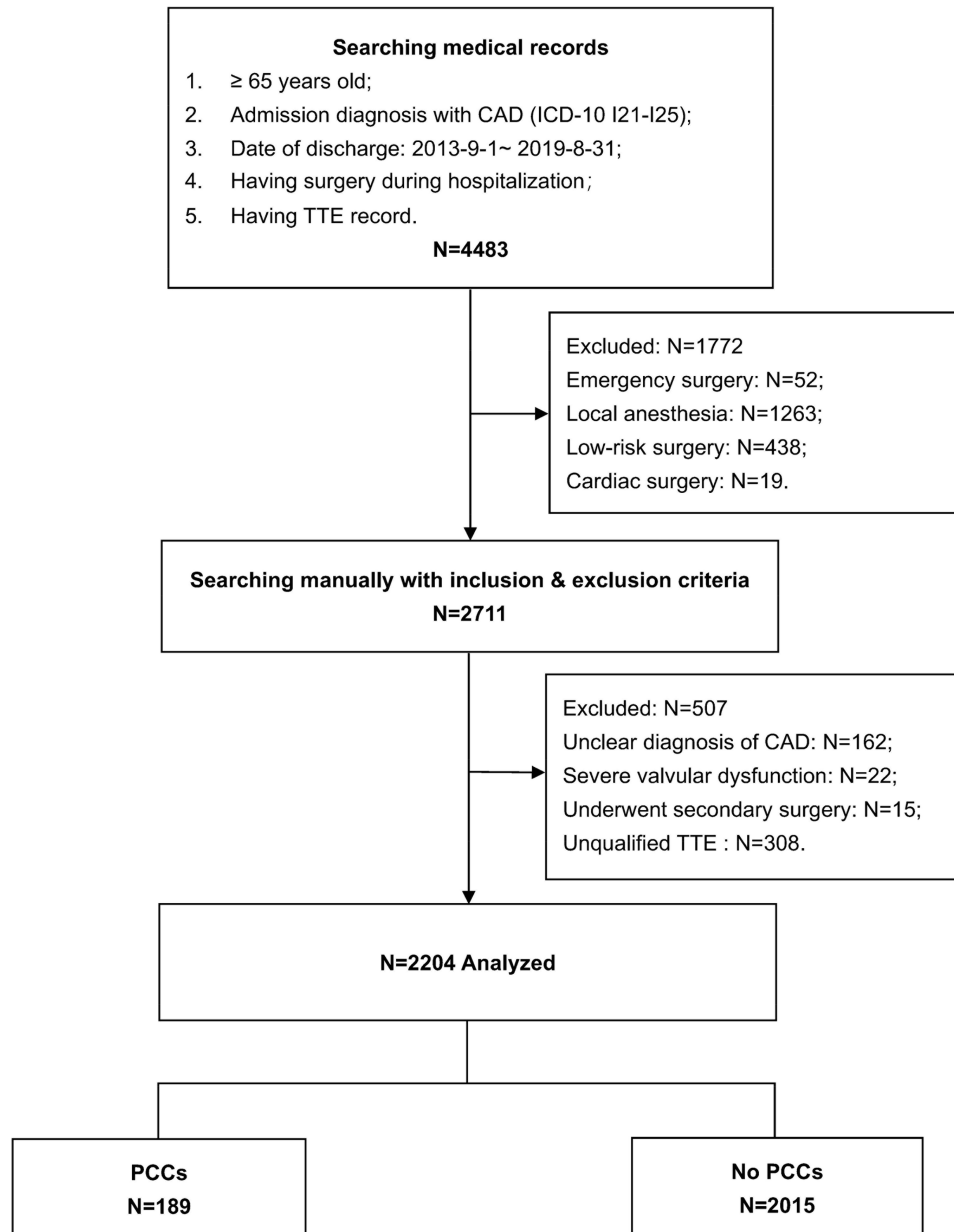 Searching medical records
1. ≥ 65 years old;
2. Admission diagnosis with CAD (ICD-10 I21-I25);
3. Date of discharge: 2013-9-1~ 2019-8-31;
4. Having surgery during hospitalization;
5. Having TTE record.
N=4483
Excluded: N=1772
Emergency surgery: N=52;
Local anesthesia: N=1263;
Low-risk surgery: N=438;
Cardiac surgery: N=19.
Searching manually with inclusion & exclusion criteria
N=2711
Excluded: N=507
Unclear diagnosis of CAD: N=162;
Severe valvular dysfunction: N=22;
Underwent secondary surgery: N=15;
Unqualified TTE : N=308.
N=2204 Analyzed
PCCs
N=189
No PCCs
N=2015